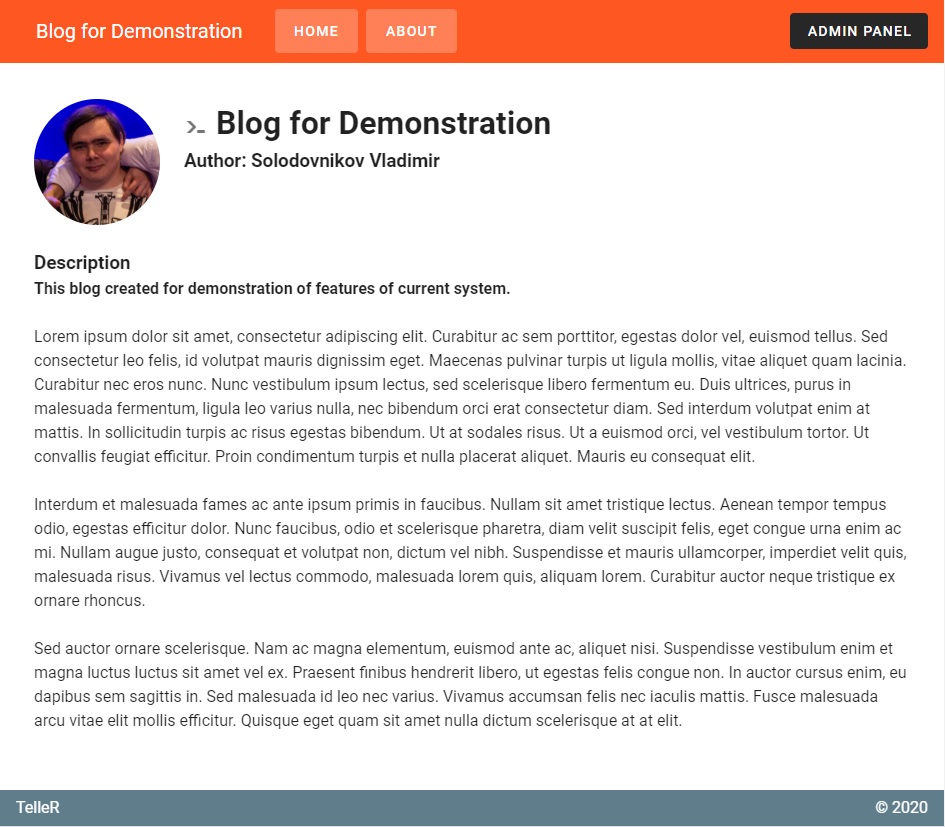 Blog for Demonstration HOME ABOUT ADMIN PANEL
>_ Blog for Demonstration
Author: Solodovnikov Vladimir
Description
This blog created for demonstration of features of current system.
Lorem ipsum dolor sit amet, consectetur adipiscing elit. Curabitur ac sem porttitor, egestas dolor vel, euismod tellus. Sed
consectetur leo felis, id volutpat mauris dignissim eget. Maecenas pulvinar turpis ut ligula mollis, vitae aliquet quam lacinia.
Curabitur nec eros nunc. Nunc vestibulum ipsum lectus, sed scelerisque libero fermentum eu. Duis ultrices, purus in
malesuada fermentum, ligula leo varius nulla, nec bibendum orci erat consectetur diam. Sed interdum volutpat enim at
mattis. In sollicitudin turpis ac risus egestas bibendum. Ut at sodales risus. Ut a euismod orci, vel vestibulum tortor. Ut
convallis feugiat efficitur. Proin condimentum turpis et nulla placerat aliquet. Mauris eu consequat elit.
Interdum et malesuada fames ac ante ipsum primis in faucibus. Nullam sit amet tristique lectus. Aenean tempor tempus
odio, egestas efficitur dolor. Nunc faucibus, odio et scelerisque pharetra, diam velit suscipit felis, eget congue urna enim ac
mi. Nullam augue justo, consequat et volutpat non, dictum vel nibh. Suspendisse et mauris ullamcorper, imperdiet velit quis,
malesuada risus. Vivamus vel lectus commodo, malesuada lorem quis, aliquam lorem. Curabitur auctor neque tristique ex
ornare rhoncus.
Sed auctor ornare scelerisque. Nam ac magna elementum, euismod ante ac, aliquet nisi. Suspendisse vestibulum enim et
magna luctus luctus sit amet vel ex. Praesent finibus hendrerit libero, ut egestas felis congue non. In auctor cursus enim, eu
dapibus sem sagittis in. Sed malesuada id leo nec varius. Vivamus accumsan felis nec iaculis mattis. Fusce malesuada
arcu vitae elit mollis efficitur. Quisque eget quam sit amet nulla dictum scelerisque at at elit.
TelleR © 2020